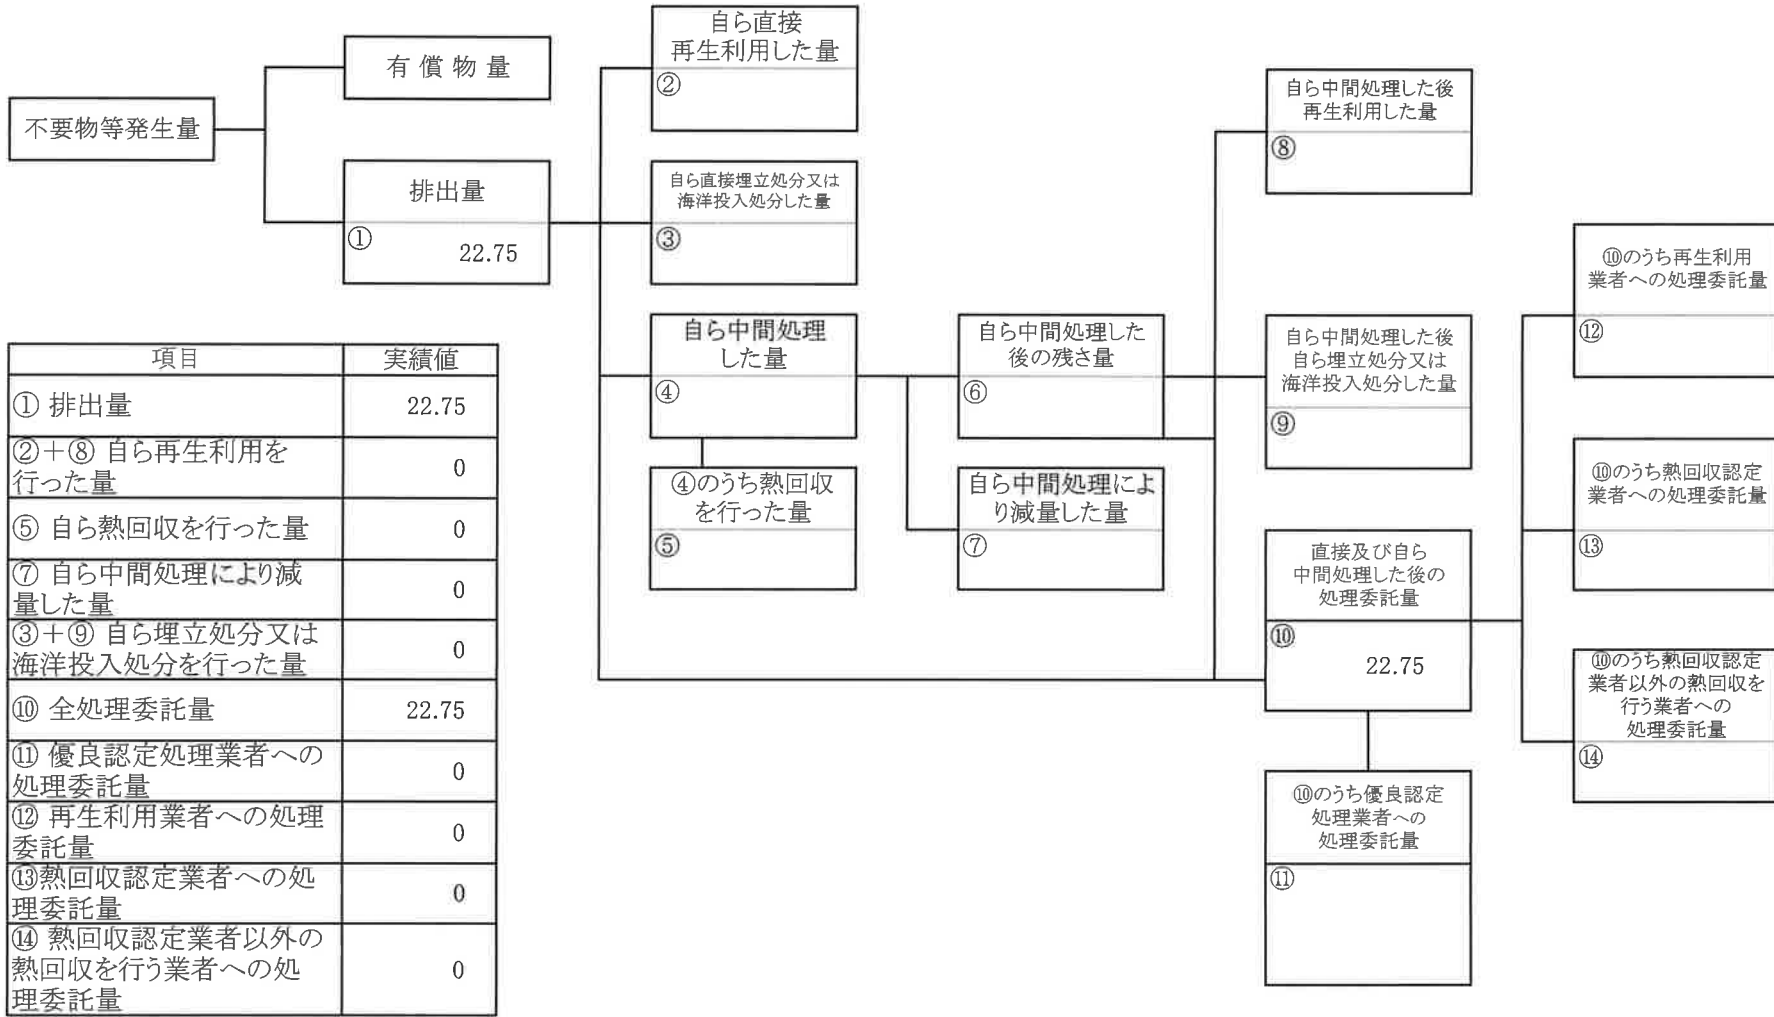 不要物等発生量
有償物量
排出量
①
22.75
自ら直接
再生利用した量
②
自ら直接埋立処分又は
海洋投入処分した量
③
自ら中間処理
した量
④
④のうち熱回収
を行った量
⑤
自ら中間処理した
後の残さ量
⑥
自ら中間処理によ
り減量した量
⑦
自ら中間処理した後
再生利用した量
⑧
自ら中間処理した後
自ら埋立処分又は
海洋投入処分した量
⑨
直接及び自ら
中間処理した後の
処理委託量
⑩
22.75
⑩のうち優良認定
処理業者への
処理委託量
⑪
⑩のうち再生利用
業者への処理委託量
⑫
⑩のうち熱回収認定
業者への処理委託量
⑬
⑩のうち熱回収認定
業者以外の熱回収を
行う業者への
処理委託量
⑭
項目 実績値
① 排出量 22.75
②＋⑧ 自ら再生利用を
行った量 0
⑤ 自ら熱回収を行った量 0
⑦ 自ら中間処理により減
量した量 0
③＋⑨ 自ら埋立処分又は
海洋投入処分を行った量 0
⑩ 全処理委託量 22.75
⑪ 優良認定処理業者への
処理委託量 0
⑫ 再生利用業者への処理
委託量 0
⑬熱回収認定業者への処
理委託量 0
⑭ 熱回収認定業者以外の
熱回収を行う業者への処
理委託量 0